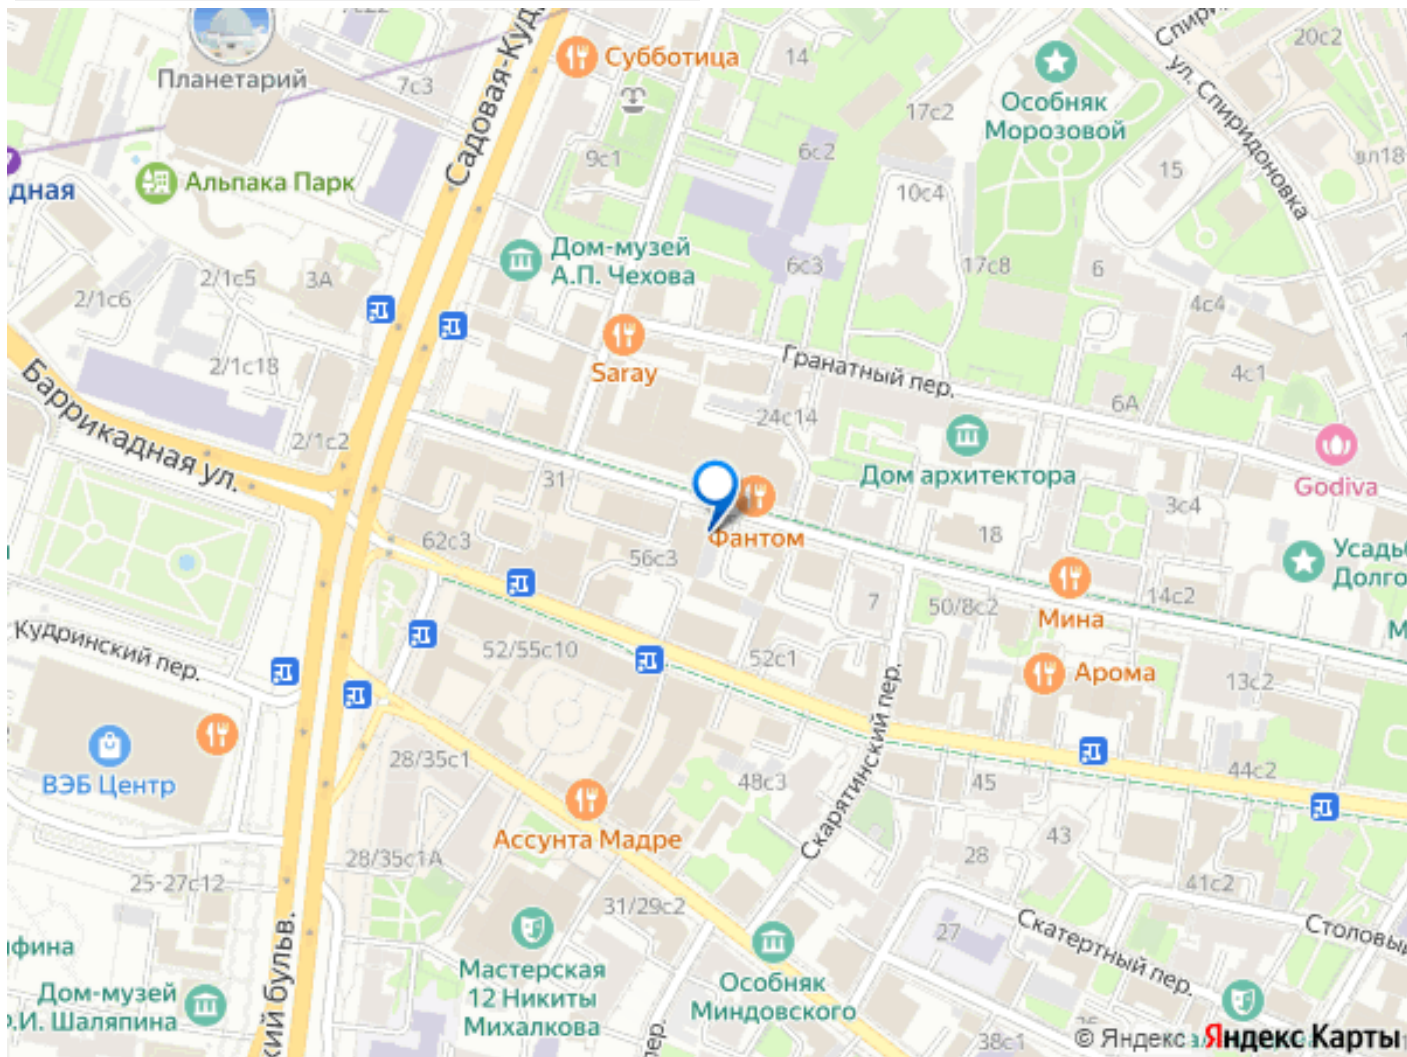 Планетарий
7с3
Садовая-Куд
Субботица
14
Особняк
Морозовой
17с2
20с2
ул. Спиридоновка
вл18
15
9с1
6с2
10с4
дная
Альпака Парк
Дом-музей
А.П. Чехова
6с3
17с8
6
4с4
2/1с5
3А
2/1с6
2/1с18
Saray
Гранатный пер.
4с1
6А
24с14
Баррикадная ул.
2/1с2
Дом архитектора
Godiva
31
3с4
18
Фантом
62с3
56с3
Усадьб
Долго
14с2
50/8с2
7
Мина
М
Кудринский пер.
52/55с10
52с1
Арома
13с2
Скарятинский пер.
ВЭБ Центр
28/35с1
48с3
45
44с2
Ассунта Мадре
28/35с1А
43
28
25-27с12
41с2
31/29с2
Скатертный пер.
Столовый
27
фина
кий бульв.
Мастерская
12 Никиты
Михалкова
Особняк
Миндовского
Дом-музей
Ф.И. Шаляпина
пер.
38с1
© Яндекс
Яндекс Карты